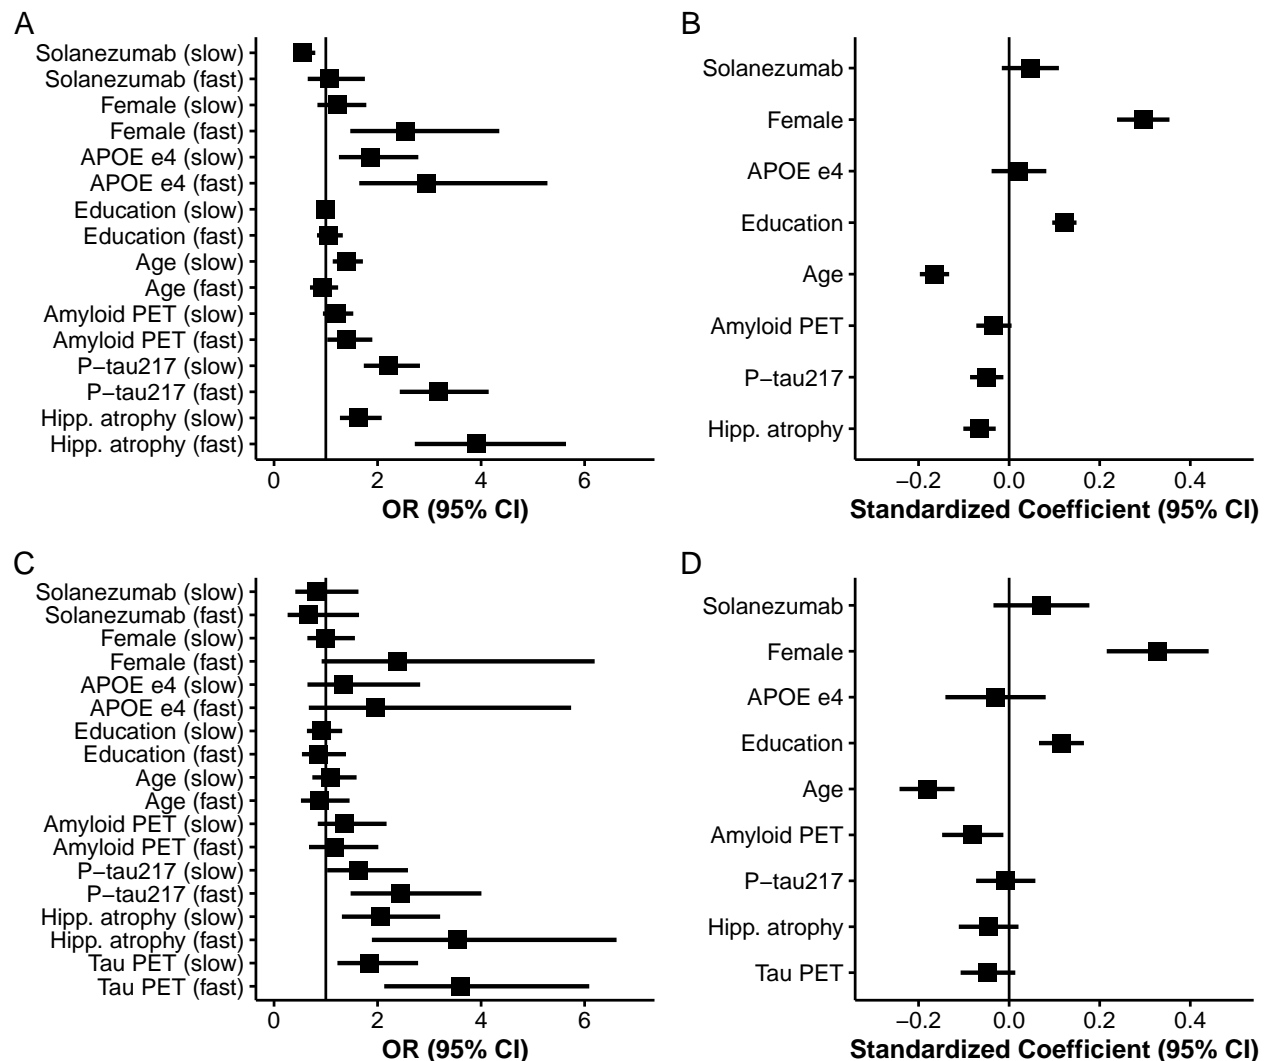 A
Solanezumab (slow)
Solanezumab (fast)
Female (slow)
Female (fast)
APOE e4 (slow)
APOE e4 (fast)
Education (slow)
Education (fast)
Age (slow)
Age (fast)
Amyloid PET (slow)
Amyloid PET (fast)
P−tau217 (slow)
P−tau217 (fast)
Hipp. atrophy (slow)
Hipp. atrophy (fast)
0 2 4 6
OR (95% CI)
B
Solanezumab
Female
APOE e4
Education
Age
Amyloid PET
P−tau217
Hipp. atrophy
−0.2 0.0 0.2 0.4
Standardized Coefficient (95% CI)
C
Solanezumab (slow)
Solanezumab (fast)
Female (slow)
Female (fast)
APOE e4 (slow)
APOE e4 (fast)
Education (slow)
Education (fast)
Age (slow)
Age (fast)
Amyloid PET (slow)
Amyloid PET (fast)
P−tau217 (slow)
P−tau217 (fast)
Hipp. atrophy (slow)
Hipp. atrophy (fast)
Tau PET (slow)
Tau PET (fast)
0 2 4 6
OR (95% CI)
D
Solanezumab
Female
APOE e4
Education
Age
Amyloid PET
P−tau217
Hipp. atrophy
Tau PET
−0.2 0.0 0.2 0.4
Standardized Coefficient (95% CI)